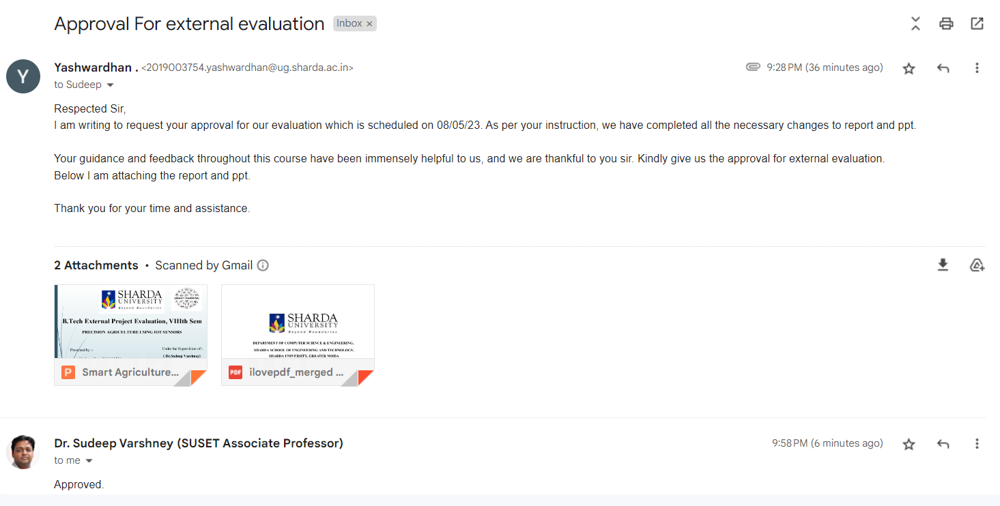 Approval For external evaluation Inbox ×
Y
Yashwardhan . <2019003754.yashwardhan@ug.sharda.ac.in> 9:28 PM (36 minutes ago)
to Sudeep
Respected Sir,
I am writing to request your approval for our evaluation which is scheduled on 08/05/23. As per your instruction, we have completed all the necessary changes to report and ppt.
Your guidance and feedback throughout this course have been immensely helpful to us, and we are thankful to you sir. Kindly give us the approval for external evaluation.
Below I am attaching the report and ppt.
Thank you for your time and assistance.
2 Attachments • Scanned by Gmail
SHARDA
UNIVERSITY
Beyond Boundaries
SMART FARMING
B.Tech External Project Evaluation, VIIIth Sem
PRECISION AGRICULTURE USING IOT SENSORS
Presented by :-
Under the Supervision of:-
( Dr.Sudeep Varshney)
P Smart Agriculture...
SHARDA
UNIVERSITY
Beyond Boundaries
DEPARTMENT OF COMPUTER SCIENCE & ENGINEERING,
SHARDA SCHOOL OF ENGINEERING AND TECHNOLOGY,
SHARDA UNIVERSITY, GREATER NOIDA
PDF ilovepdf_merged ...
Dr. Sudeep Varshney (SUSET Associate Professor) 9:58 PM (6 minutes ago)
to me
Approved.